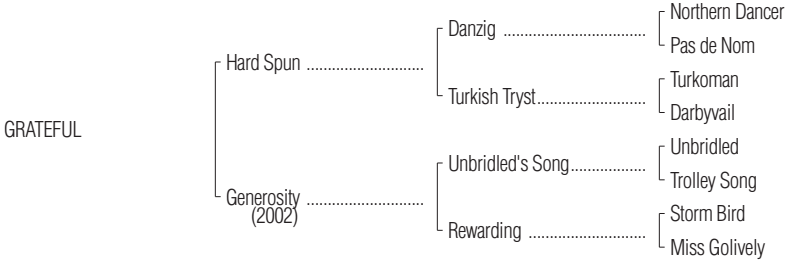 Northern Dancer
Danzig ..................................
Pas de Nom
Hard Spun ............................
Turkoman
Turkish Tryst..........................
Darbyvail
GRATEFUL
Unbridled
Unbridled's Song..................
Trolley Song
Generosity ............................
(2002)
Storm Bird
Rewarding ............................
Miss Golively